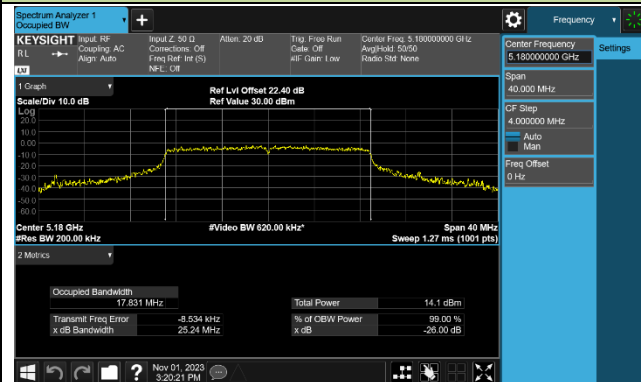 Spectrum Analyzer 1
Occupied BW
+
Frequency
KEYSIGHT
RL
LXI
Input: RF
Coupling: AC
Align: Auto
Input Z: 50 Ω
Corrections: Off
Freq Ref: Int (S)
NFE: Off
Atten: 20 dB
Trig: Free Run
Gate: Off
#IF Gain: Low
Center Freq: 5.180000000 GHz
Avg|Hold: 50/50
Radio Std: None
Center Frequency
5.180000000 GHz
Settings
Span
40.000 MHz
CF Step
4.000000 MHz
Auto
Man
Freq Offset
0 Hz
1 Graph
Scale/Div 10.0 dB
Ref Lvl Offset 22.40 dB
Ref Value 30.00 dBm
Log
20.0
10.0
0.00
-10.0
-20.0
-30.0
-40.0
-50.0
-60.0
Center 5.18 GHz
#Res BW 200.00 kHz
#Video BW 620.00 kHz*
Span 40 MHz
Sweep 1.27 ms (1001 pts)
2 Metrics
Occupied Bandwidth
17.831 MHz
Total Power 14.1 dBm
Transmit Freq Error -8.534 kHz
% of OBW Power 99.00 %
x dB Bandwidth 25.24 MHz
x dB -26.00 dB
?
Nov 01, 2023
3:20:21 PM